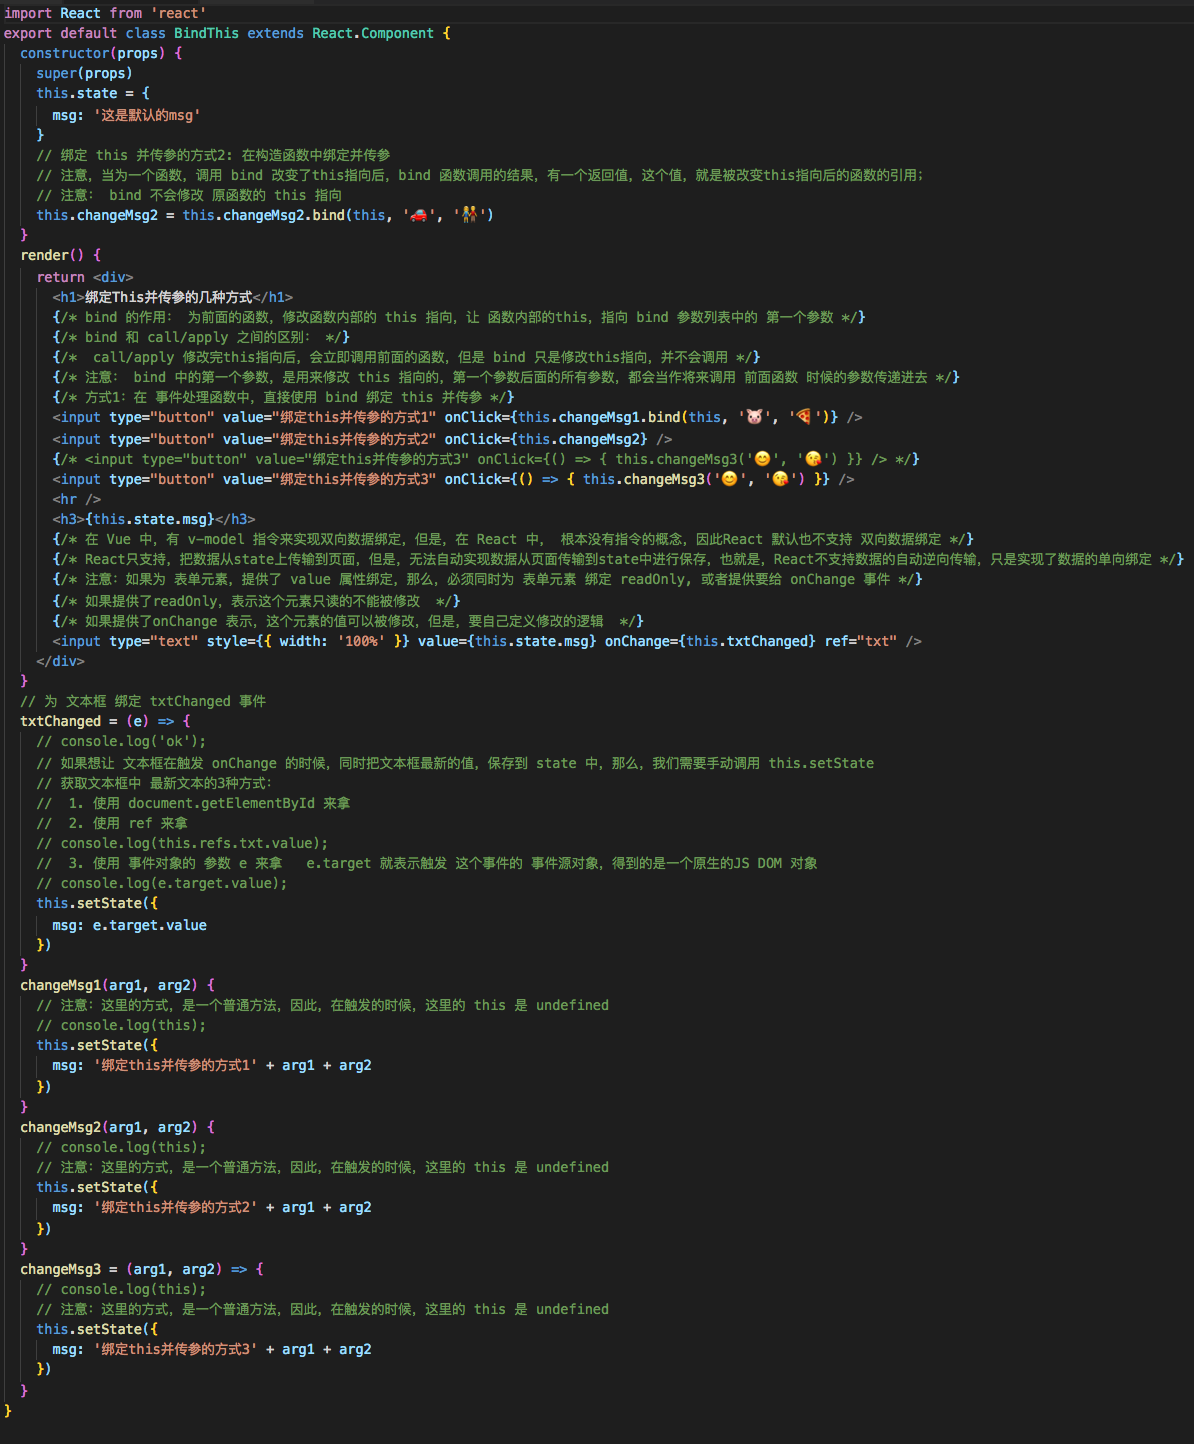 import React from 'react'
export default class BindThis extends React.Component {
  constructor(props) {
    super(props)
    this.state = {
      msg: '这是默认的msg'
    }
    // 绑定 this 并传参的方式2: 在构造函数中绑定并传参
    // 注意，当为一个函数，调用 bind 改变了this指向后，bind 函数调用的结果，有一个返回值，这个值，就是被改变this指向后的函数的引用；
    // 注意： bind 不会修改 原函数的 this 指向
    this.changeMsg2 = this.changeMsg2.bind(this, '🚗', '👫')
  }
  render() {
    return <div>
      <h1>绑定This并传参的几种方式</h1>
      {/* bind 的作用： 为前面的函数，修改函数内部的 this 指向，让 函数内部的this，指向 bind 参数列表中的 第一个参数 */}
      {/* bind 和 call/apply 之间的区别： */}
      {/*  call/apply 修改完this指向后，会立即调用前面的函数，但是 bind 只是修改this指向，并不会调用 */}
      {/* 注意： bind 中的第一个参数，是用来修改 this 指向的，第一个参数后面的所有参数，都会当作将来调用 前面函数 时候的参数传递进去 */}
      {/* 方式1：在 事件处理函数中，直接使用 bind 绑定 this 并传参 */}
      <input type="button" value="绑定this并传参的方式1" onClick={this.changeMsg1.bind(this, '🐷', '🍕')} />
      <input type="button" value="绑定this并传参的方式2" onClick={this.changeMsg2} />
      {/* <input type="button" value="绑定this并传参的方式3" onClick={() => { this.changeMsg3('😊', '😘') }} /> */}
      <input type="button" value="绑定this并传参的方式3" onClick={() => { this.changeMsg3('😊', '😘') }} />
      <hr />
      <h3>{this.state.msg}</h3>
      {/* 在 Vue 中，有 v-model 指令来实现双向数据绑定，但是，在 React 中， 根本没有指令的概念，因此React 默认也不支持 双向数据绑定 */}
      {/* React只支持，把数据从state上传输到页面，但是，无法自动实现数据从页面传输到state中进行保存，也就是，React不支持数据的自动逆向传输，只是实现了数据的单向绑定 */}
      {/* 注意：如果为 表单元素，提供了 value 属性绑定，那么，必须同时为 表单元素 绑定 readOnly, 或者提供要给 onChange 事件 */}
      {/* 如果提供了readOnly，表示这个元素只读的不能被修改  */}
      {/* 如果提供了onChange 表示，这个元素的值可以被修改，但是，要自己定义修改的逻辑  */}
      <input type="text" style={{ width: '100%' }} value={this.state.msg} onChange={this.txtChanged} ref="txt" />
    </div>
  }
  // 为 文本框 绑定 txtChanged 事件
  txtChanged = (e) => {
    // console.log('ok');
    // 如果想让 文本框在触发 onChange 的时候，同时把文本框最新的值，保存到 state 中，那么，我们需要手动调用 this.setState
    // 获取文本框中 最新文本的3种方式：
    //  1. 使用 document.getElementById 来拿
    //  2. 使用 ref 来拿
    // console.log(this.refs.txt.value);
    //  3. 使用 事件对象的 参数 e 来拿   e.target 就表示触发 这个事件的 事件源对象，得到的是一个原生的JS DOM 对象
    // console.log(e.target.value);
    this.setState({
      msg: e.target.value
    })
  }
  changeMsg1(arg1, arg2) {
    // 注意：这里的方式，是一个普通方法，因此，在触发的时候，这里的 this 是 undefined
    // console.log(this);
    this.setState({
      msg: '绑定this并传参的方式1' + arg1 + arg2
    })
  }
  changeMsg2(arg1, arg2) {
    // console.log(this);
    // 注意：这里的方式，是一个普通方法，因此，在触发的时候，这里的 this 是 undefined
    this.setState({
      msg: '绑定this并传参的方式2' + arg1 + arg2
    })
  }
  changeMsg3 = (arg1, arg2) => {
    // console.log(this);
    // 注意：这里的方式，是一个普通方法，因此，在触发的时候，这里的 this 是 undefined
    this.setState({
      msg: '绑定this并传参的方式3' + arg1 + arg2
    })
  }
}